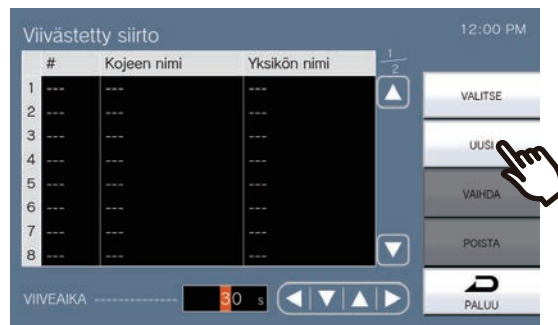 Viivästetty siirto 12:00 PM
# Kojeen nimi Yksikön nimi 1/2
1 --- --- ---
2 --- --- ---
3 --- --- ---
4 --- --- ---
5 --- --- ---
6 --- --- ---
7 --- --- ---
8 --- --- ---
VIIVEAIKA --------------- 30 s
VALITSE
UUSI
VAIHDA
POISTA
PALUU